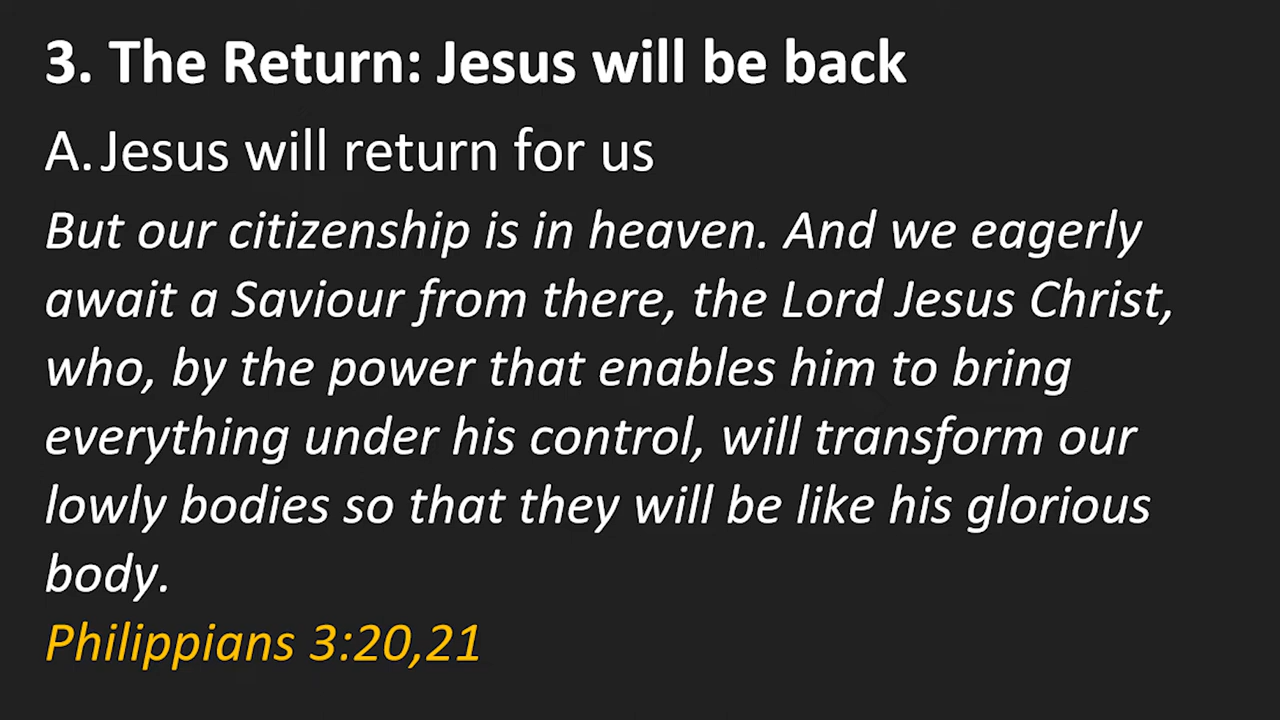 3. The Return: Jesus will be back
A. Jesus will return for us
But our citizenship is in heaven. And we eagerly
await a Saviour from there, the Lord Jesus Christ,
who, by the power that enables him to bring
everything under his control, will transform our
lowly bodies so that they will be like his glorious
body.
Philippians 3:20,21